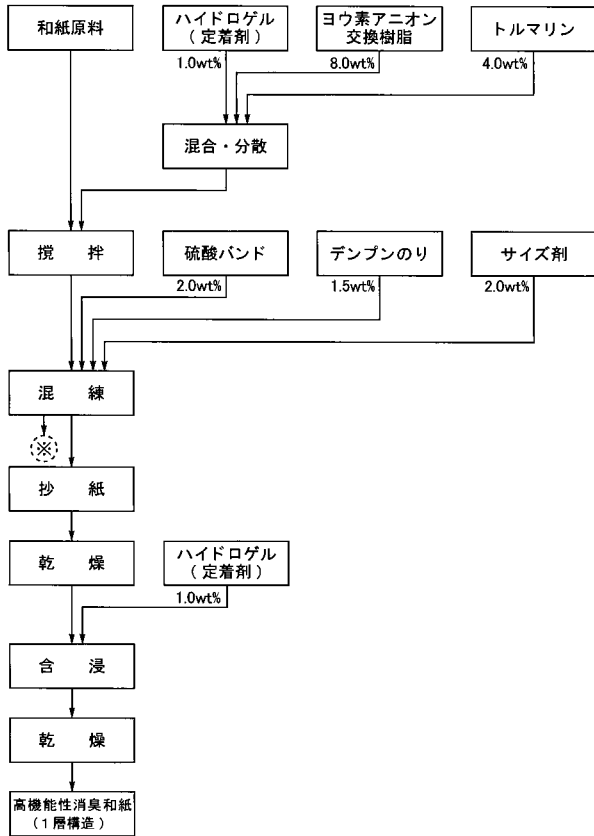 和紙原料
ハイドロゲル
(定着剤)
ヨウ素アニオン
交換樹脂
トルマリン
1.0wt%
8.0wt%
4.0wt%
混合・分散
攪拌
硫酸バンド
デンプンのり
サイズ剤
2.0wt%
1.5wt%
2.0wt%
混練
※
抄紙
乾燥
ハイドロゲル
(定着剤)
1.0wt%
含浸
乾燥
高機能性消臭和紙
(1層構造)